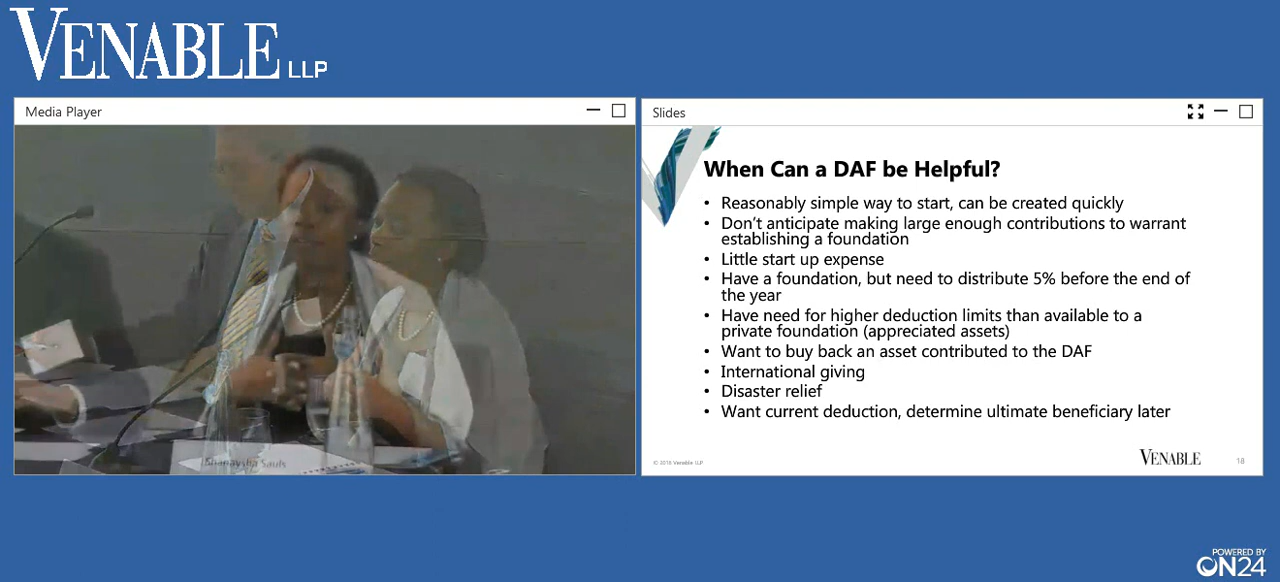 VENABLE LLP
Media Player
Slides
When Can a DAF be Helpful?
• Reasonably simple way to start, can be created quickly
• Don't anticipate making large enough contributions to warrant
establishing a foundation
• Little start up expense
• Have a foundation, but need to distribute 5% before the end of
the year
• Have need for higher deduction limits than available to a
private foundation (appreciated assets)
• Want to buy back an asset contributed to the DAF
• International giving
• Disaster relief
• Want current deduction, determine ultimate beneficiary later
Sauls
© 2018 Venable LLP
VENABLE
18
POWERED BY
ON24